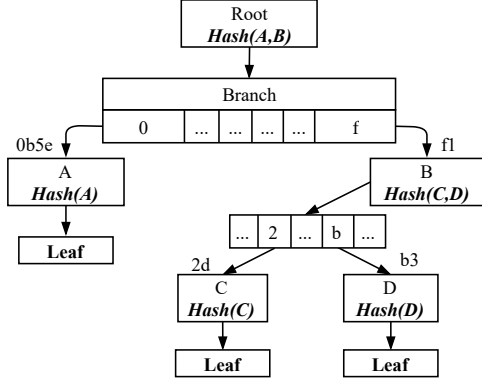 Root
Hash(A,B)
Branch
0 ... ... ... ... f
0b5e
f1
A
Hash(A)
B
Hash(C,D)
Leaf
... 2 ... b ...
2d
b3
C
Hash(C)
D
Hash(D)
Leaf
Leaf